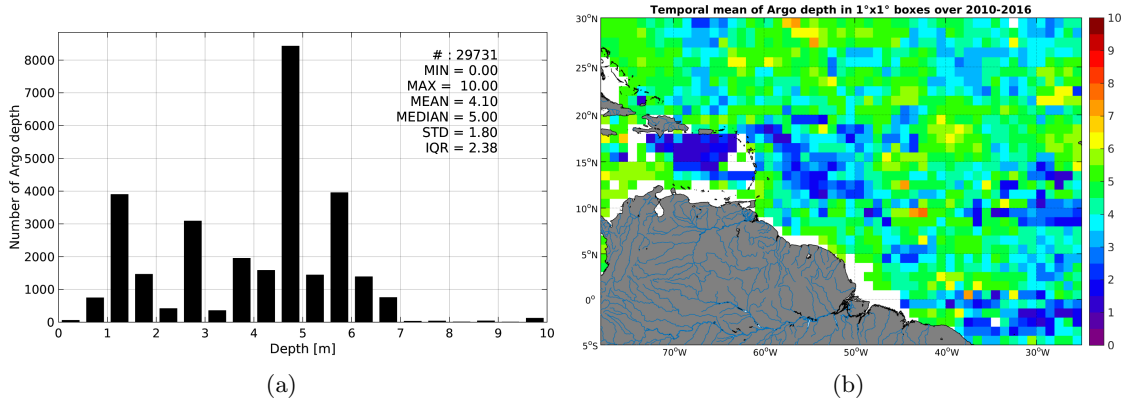 8000
7000
6000
5000
4000
3000
2000
1000
0
Number of Argo depth
# : 29731
MIN = 0.00
MAX = 10.00
MEAN = 4.10
MEDIAN = 5.00
STD = 1.80
IQR = 2.38
0 1 2 3 4 5 6 7 8 9 10
Depth [m]
(a)
Temporal mean of Argo depth in 1°x1° boxes over 2010-2016
30°N
25°N
20°N
15°N
10°N
5°N
0°
5°S
70°W 60°W 50°W 40°W 30°W
10
9
8
7
6
5
4
3
2
1
0
(b)